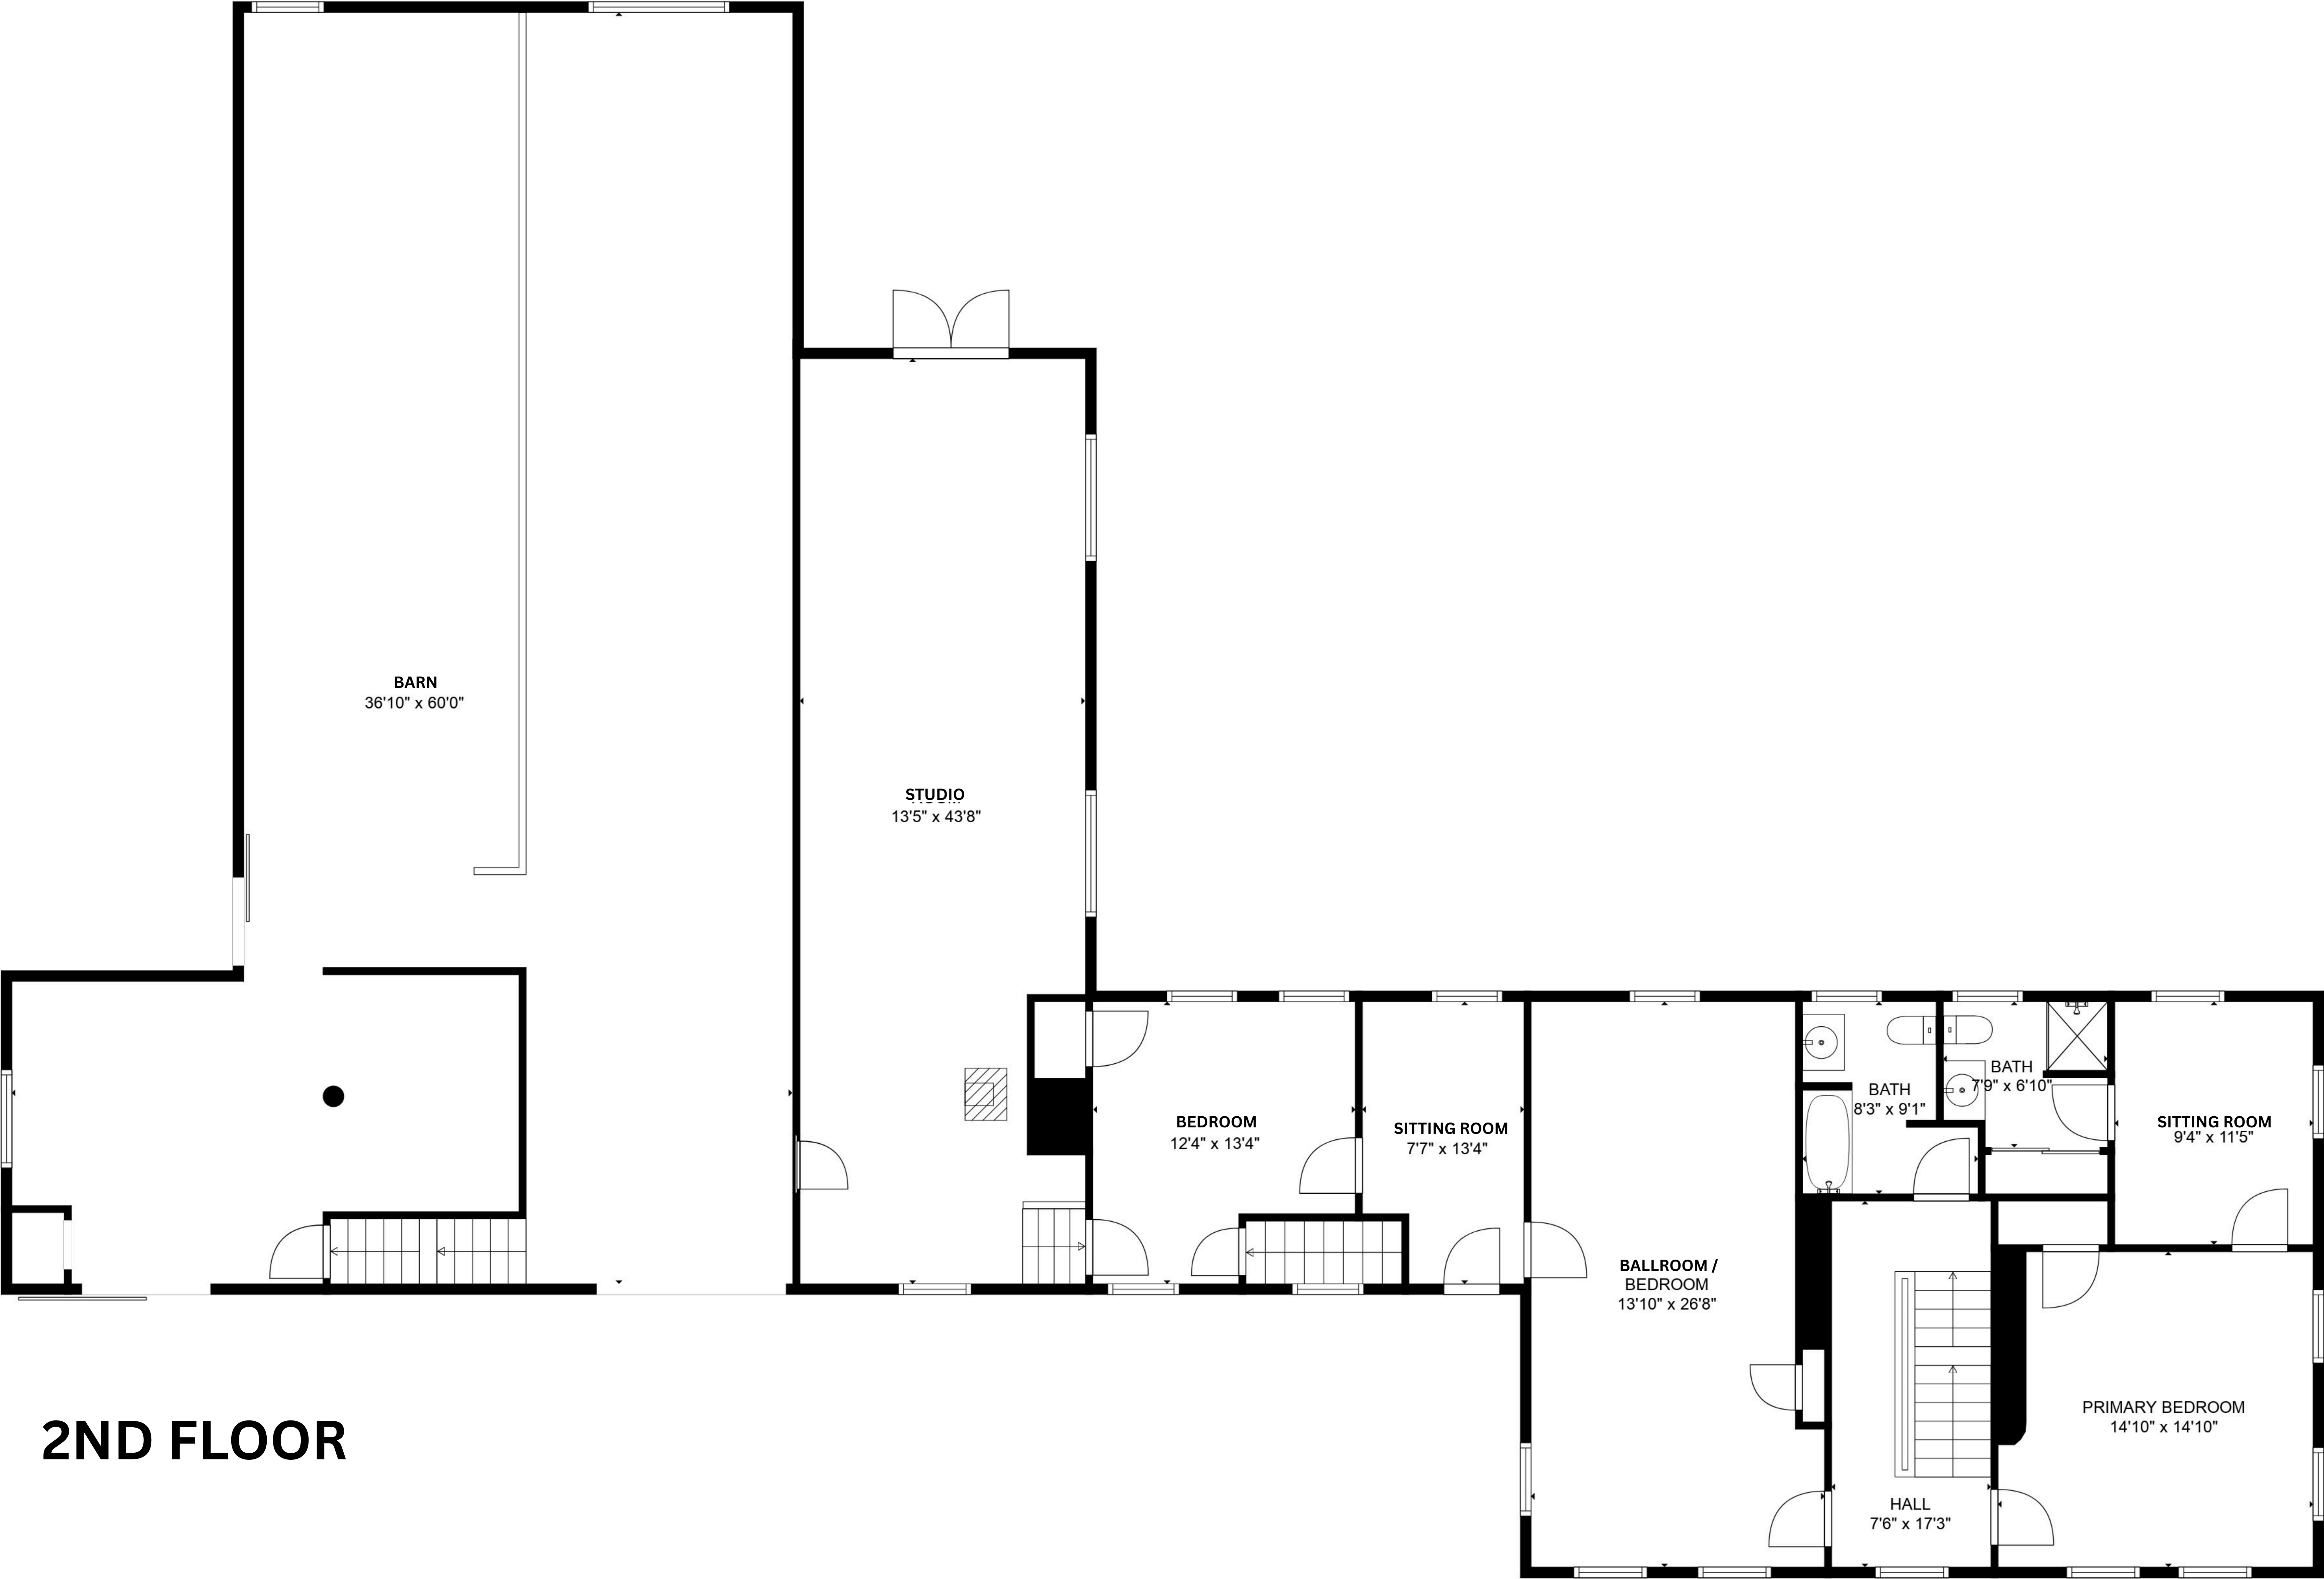 BARN
36'10" x 60'0"
STUDIO
13'5" x 43'8"
BEDROOM
12'4" x 13'4"
SITTING ROOM
7'7" x 13'4"
BALLROOM /
BEDROOM
13'10" x 26'8"
BATH
8'3" x 9'1"
BATH
7'9" x 6'10"
SITTING ROOM
9'4" x 11'5"
PRIMARY BEDROOM
14'10" x 14'10"
HALL
7'6" x 17'3"
2ND FLOOR